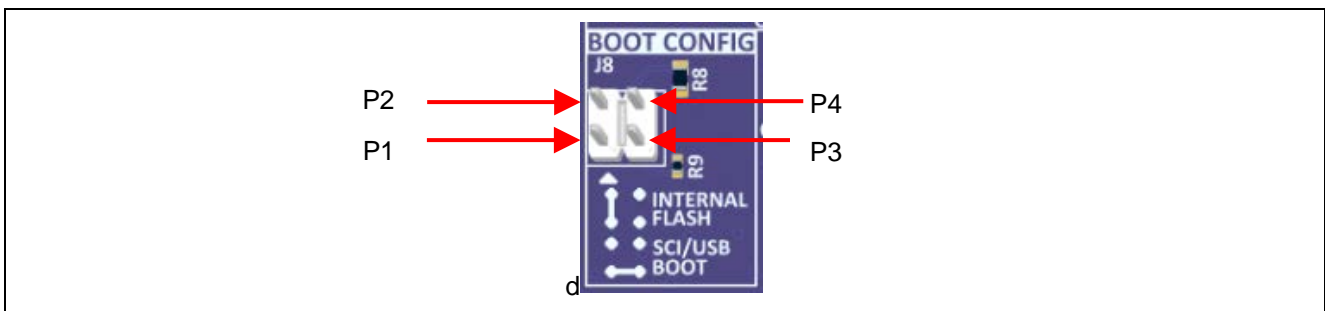 BOOT CONFIG
J8
R8
P2
P4
P1
P3
R9
INTERNAL
FLASH
SCI/USB
BOOT
d